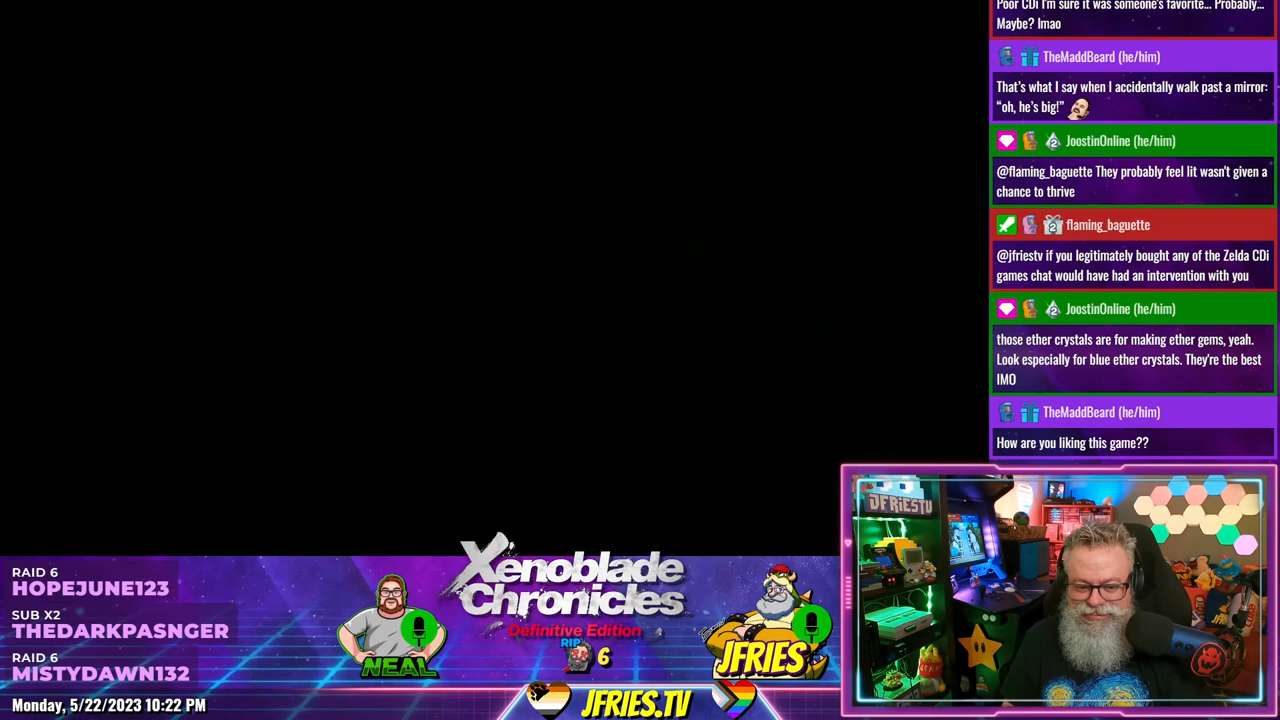 Poor CDi I'm sure it was someone's favorite... Probably...
Maybe? lmao
TheMaddBeard (he/him)
That's what I say when I accidentally walk past a mirror:
"oh, he's big!"
JoostinOnline (he/him)
@flaming_baguette They probably feel lit wasn't given a
chance to thrive
flaming_baguette
@jfriestv if you legitimately bought any of the Zelda CDi
games chat would have had an intervention with you
JoostinOnline (he/him)
those ether crystals are for making ether gems, yeah.
Look especially for blue ether crystals. They're the best
IMO
TheMaddBeard (he/him)
How are you liking this game??
JFRIESTV
RAID 6
HOPEJUNE123
SUB X2
THEDARKPASNGER
RAID 6
MISTYDAWN132
Monday, 5/22/2023 10:22 PM
NEAL
Xenoblade
Chronicles
Definitive Edition
RIP
6
JFRIES
JFRIES.TV